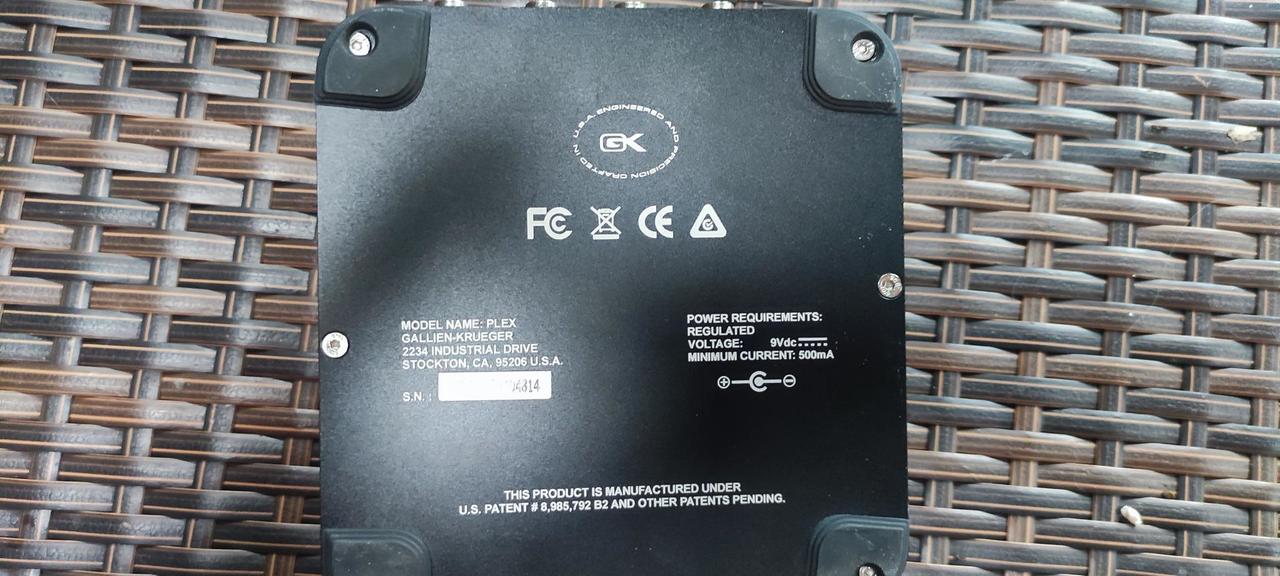 U.S.A. ENGINEERED AND PRECISION CRAFTED IN
GK
FC CE
MODEL NAME: PLEX
GALLIEN-KRUEGER
2234 INDUSTRIAL DRIVE
STOCKTON, CA, 95206 U.S.A.
S.N. :
POWER REQUIREMENTS:
REGULATED
VOLTAGE: 9Vdc
MINIMUM CURRENT: 500mA
THIS PRODUCT IS MANUFACTURED UNDER
U.S. PATENT # 8,985,792 B2 AND OTHER PATENTS PENDING.